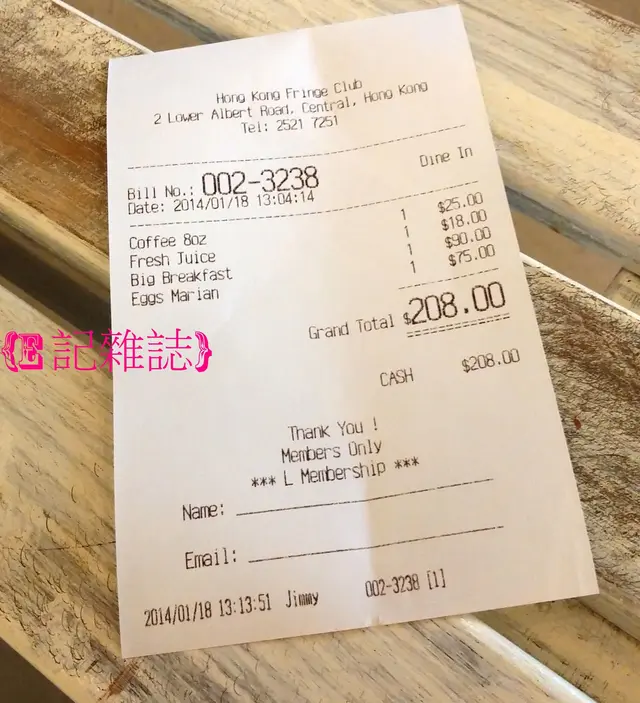 Hong Kong Fringe Club
2 Lower Albert Road, Central, Hong Kong
Tel: 2521 7251
Dine In
Bill No.: 002-3238
Date: 2014/01/18 13:04:14
Coffee 8oz 1 $25.00
Fresh Juice 1 $18.00
Big Breakfast 1 $90.00
Eggs Marian 1 $75.00
Grand Total $208.00
{E 記雜誌}
CASH $208.00
Thank You !
Members Only
*** L Membership ***
Name:
Email:
2014/01/18 13:13:51 Jimmy 002-3238 [1]